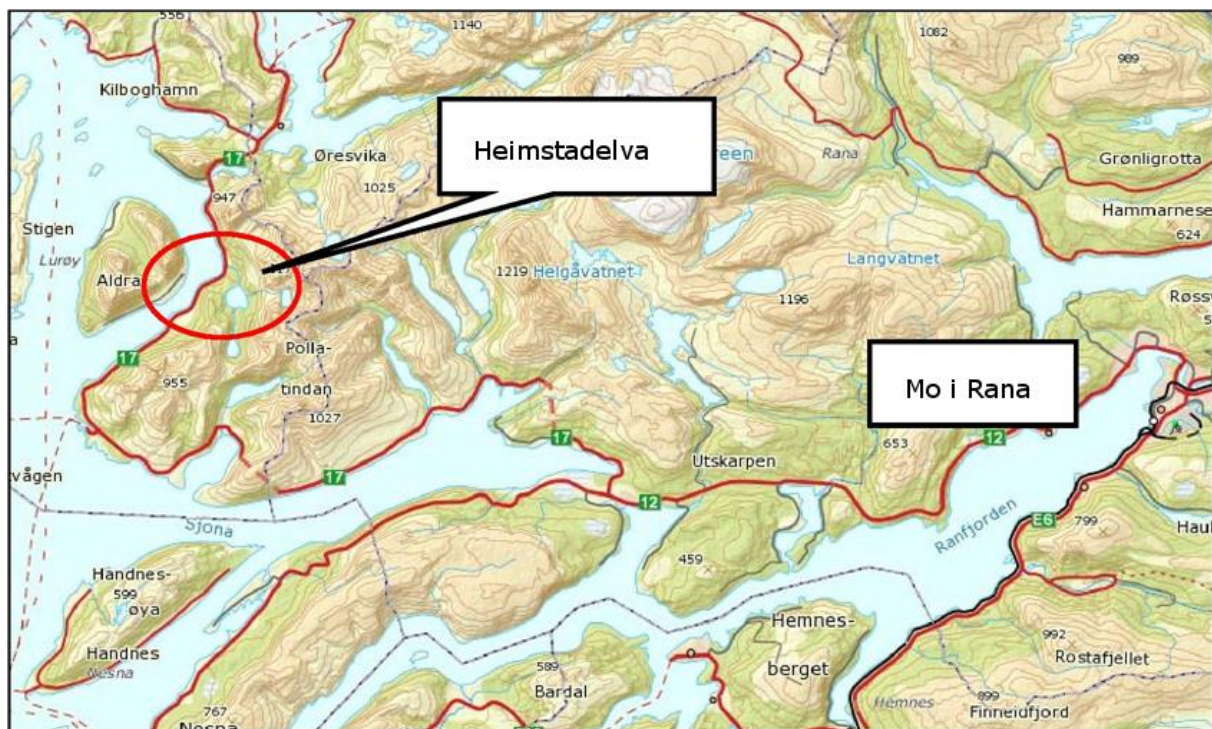 556
1140
1082
989
Kilboghamn
17
Øresvika
Heimstadelva
reen
Rana
Grønligrotta
947
1025
Hammarnese
624
Stigen
Lurøy
Aldra
1219
Helgåvatnet
Langvatnet
1196
Røssv
17
Polla-
tindan
955
1027
Mo i Rana
17
12
653
Utskarpen
17
12
vågen
Sjona
Ranfjorden
E6
799
Hau
459
Handnes-
599
øya
Hemnes-
berget
992
Rostafjellet
Handnes
Nesna
589
Bardal
Hemnes
899
Finneidfjord
767
Nesna